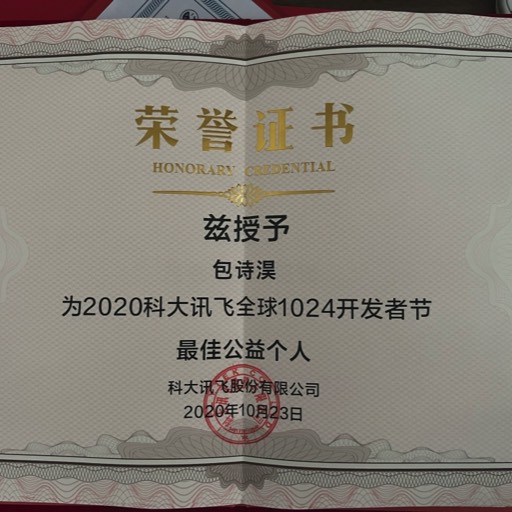 荣誉证书
HONORARY CREDENTIAL
兹授予
包诗淏
为2020科大讯飞全球1024开发者节
最佳公益个人
科大讯飞股份有限公司
2020年10月23日